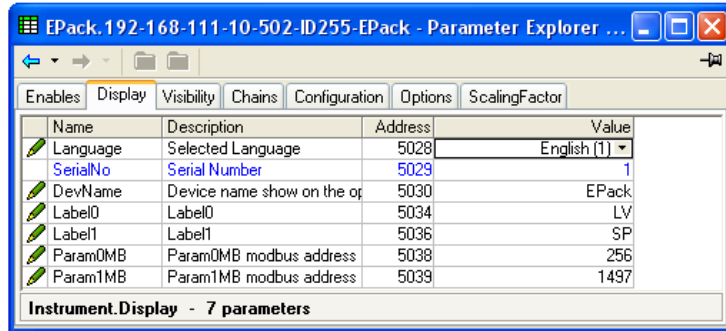 EPack.192-168-111-10-502-ID255-EPack - Parameter Explorer ...
Enables Display Visibility Chains Configuration Options ScalingFactor
Name Description Address Value
Language Selected Language 5028 English (1)
SerialNo Serial Number 5029 1
DevName Device name show on the op 5030 EPack
Label0 Label0 5034 LV
Label1 Label1 5036 SP
Param0MB Param0MB modbus address 5038 256
Param1MB Param1MB modbus address 5039 1497
Instrument.Display - 7 parameters